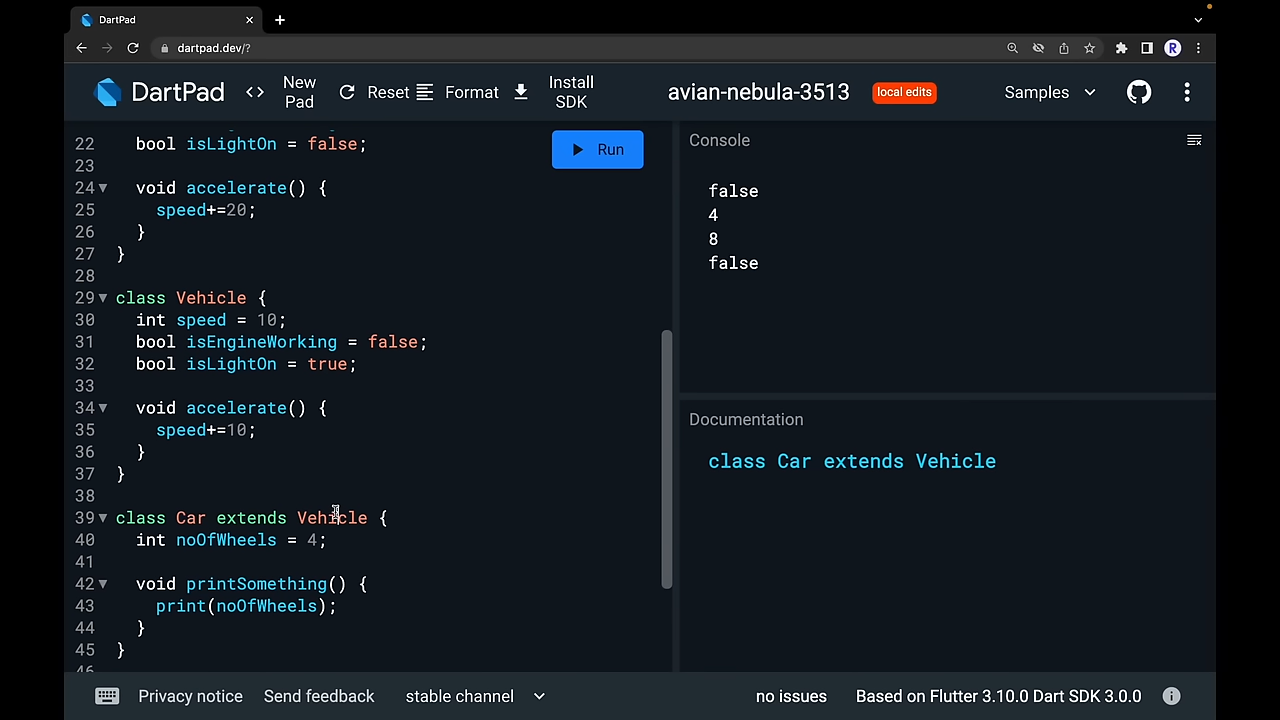 DartPad
dartpad.dev/?
R
DartPad
<> New Pad
Reset
Format
Install SDK
avian-nebula-3513
local edits
Samples
22 bool isLightOn = false;
23
24 void accelerate() {
25 speed+=20;
26 }
27 }
28
29 class Vehicle {
30 int speed = 10;
31 bool isEngineWorking = false;
32 bool isLightOn = true;
33
34 void accelerate() {
35 speed+=10;
36 }
37 }
38
39 class Car extends Vehicle {
40 int noOfWheels = 4;
41
42 void printSomething() {
43 print(noOfWheels);
44 }
45 }
46
Run
Console
false
4
8
false
Documentation
class Car extends Vehicle
Privacy notice
Send feedback
stable channel
no issues
Based on Flutter 3.10.0 Dart SDK 3.0.0